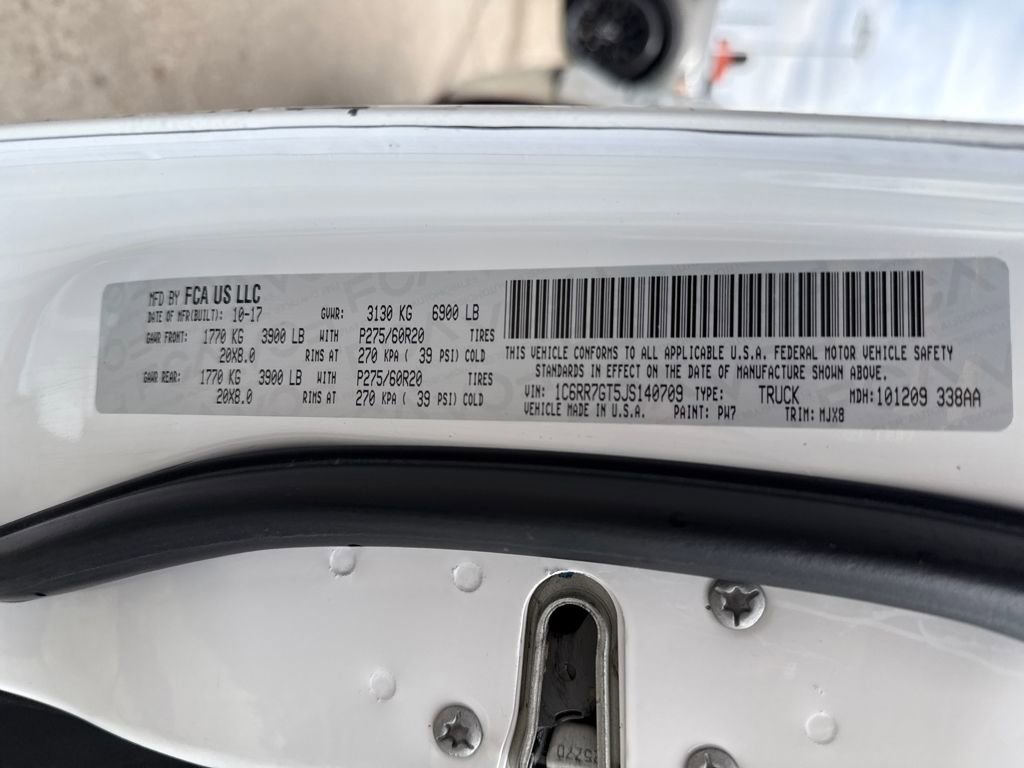 MFD BY FCA US LLC
DATE OF MFR(BUILT): 10-17 GVWR: 3130 KG 6900 LB
GAWR FRONT: 1770 KG 3900 LB WITH P275/60R20 TIRES
20X8.0 RIMS AT 270 KPA ( 39 PSI) COLD
GAWR REAR: 1770 KG 3900 LB WITH P275/60R20 TIRES
20X8.0 RIMS AT 270 KPA ( 39 PSI) COLD
THIS VEHICLE CONFORMS TO ALL APPLICABLE U.S.A. FEDERAL MOTOR VEHICLE SAFETY
STANDARDS IN EFFECT ON THE DATE OF MANUFACTURE SHOWN ABOVE.
VIN: 1C6RR7GT5JS140709 TYPE: TRUCK MDH: 101209 338AA
VEHICLE MADE IN U.S.A. PAINT: PW7 TRIM: MJX8